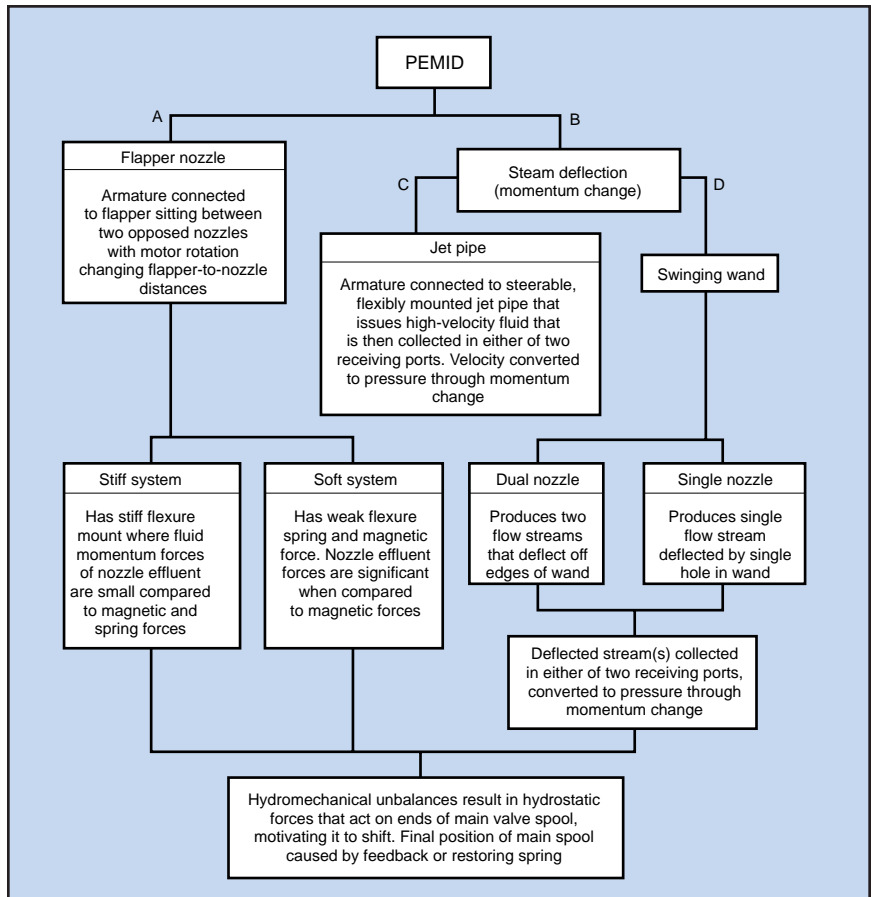 PEMID
A
B
Flapper nozzle
Armature connected
to flapper sitting between
two opposed nozzles
with motor rotation
changing flapper-to-nozzle
distances
Steam deflection
(momentum change)
C
D
Jet pipe
Armature connected to steerable,
flexibly mounted jet pipe that
issues high-velocity fluid that
is then collected in either of two
receiving ports. Velocity converted
to pressure through momentum
change
Swinging wand
Stiff system
Has stiff flexure
mount where fluid
momentum forces
of nozzle effluent
are small compared
to magnetic and
spring forces
Soft system
Has weak flexure
spring and magnetic
force. Nozzle effluent
forces are significant
when compared
to magnetic forces
Dual nozzle
Produces two
flow streams
that deflect off
edges of wand
Single nozzle
Produces single
flow stream
deflected by single
hole in wand
Deflected stream(s) collected
in either of two receiving ports,
converted to pressure through
momentum change
Hydromechanical unbalances result in hydrostatic
forces that act on ends of main valve spool,
motivating it to shift. Final position of main spool
caused by feedback or restoring spring